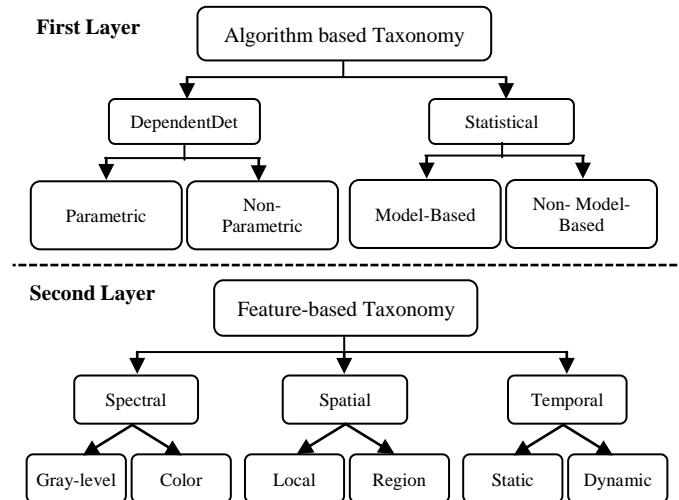 First Layer
Algorithm based Taxonomy
DependentDet
Statistical
Parametric
Non-
Parametric
Model-Based
Non- Model-
Based
Second Layer
Feature-based Taxonomy
Spectral
Spatial
Temporal
Gray-level
Color
Local
Region
Static
Dynamic